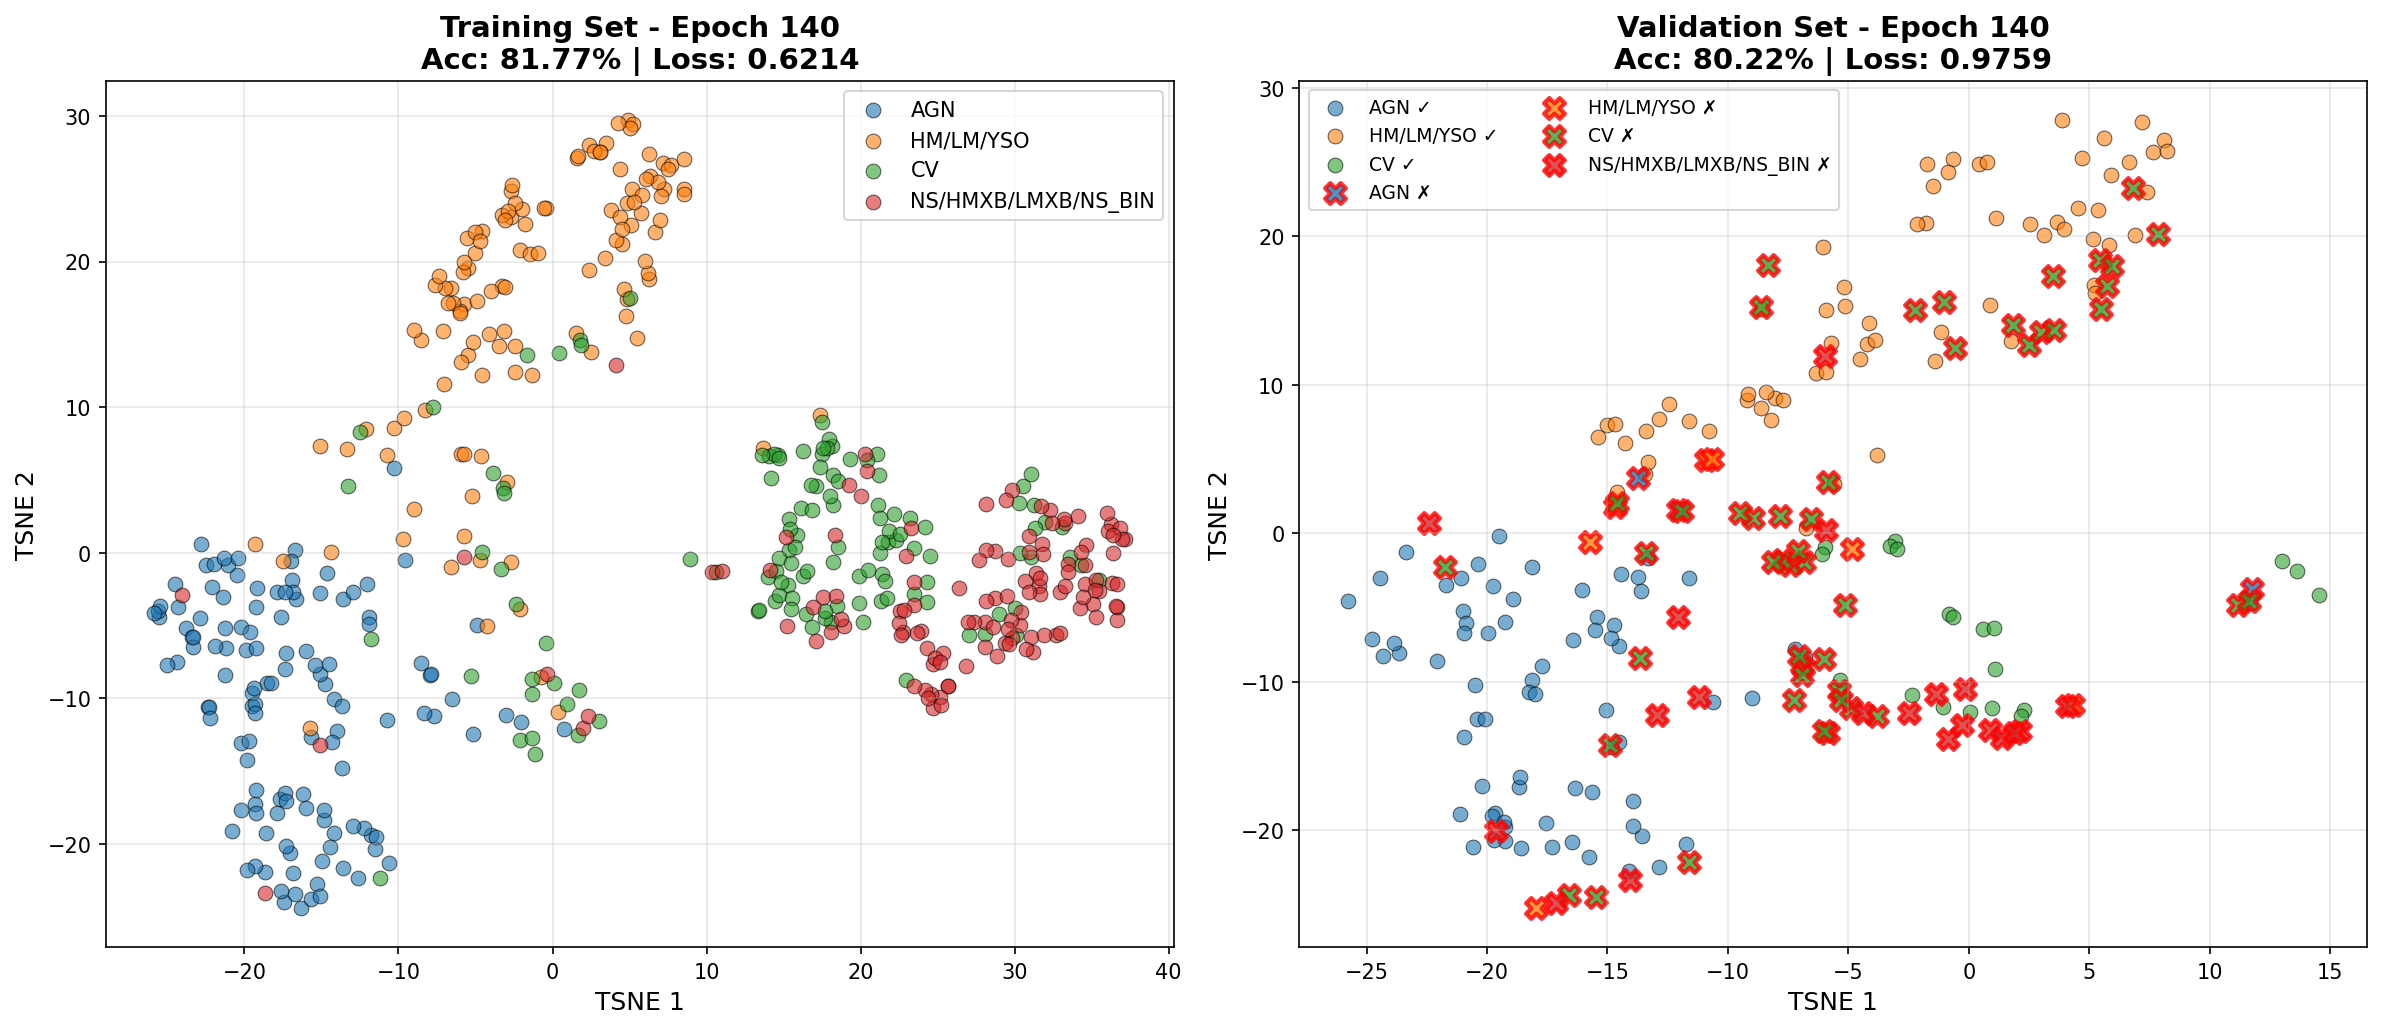 Training Set - Epoch 140
Acc: 81.77% | Loss: 0.6214
AGN
HM/LM/YSO
CV
NS/HMXB/LMXB/NS_BIN
30
20
10
0
−10
−20
TSNE 2
−20
−10
0
10
20
30
40
TSNE 1
Validation Set - Epoch 140
Acc: 80.22% | Loss: 0.9759
AGN ✓
HM/LM/YSO ✓
CV ✓
AGN ✗
HM/LM/YSO ✗
CV ✗
NS/HMXB/LMXB/NS_BIN ✗
30
20
10
0
−10
−20
TSNE 2
−25
−20
−15
−10
−5
0
5
10
15
TSNE 1